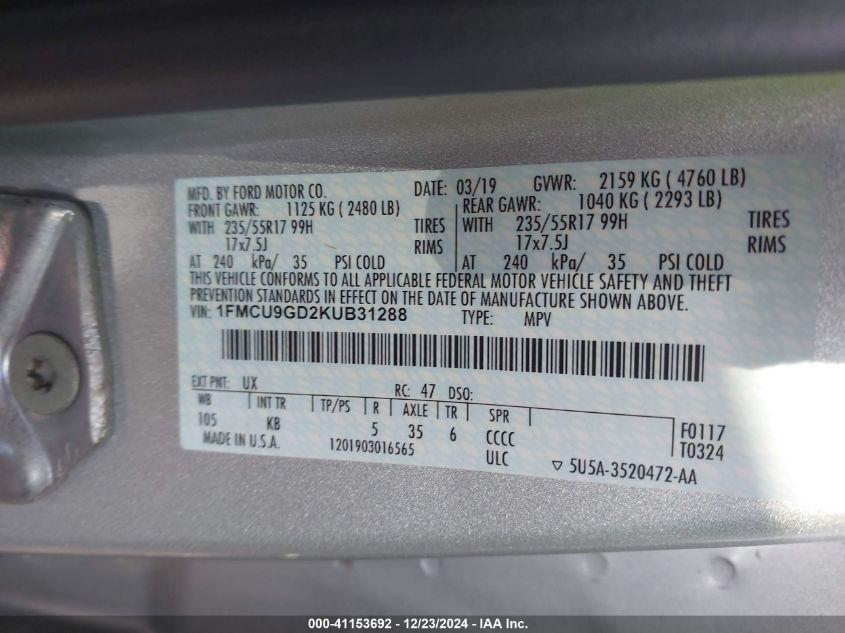 MFD. BY FORD MOTOR CO. DATE: 03/19 GVWR: 2159 KG ( 4760 LB)
FRONT GAWR: 1125 KG ( 2480 LB) REAR GAWR: 1040 KG ( 2293 LB)
WITH 235/55R17 99H TIRES WITH 235/55R17 99H TIRES
17x7.5J RIMS 17x7.5J RIMS
AT 240 kPa/ 35 PSI COLD AT 240 kPa/ 35 PSI COLD
THIS VEHICLE CONFORMS TO ALL APPLICABLE FEDERAL MOTOR VEHICLE SAFETY AND THEFT
PREVENTION STANDARDS IN EFFECT ON THE DATE OF MANUFACTURE SHOWN ABOVE.
VIN: 1FMCU9GD2KUB31288 TYPE: MPV
EXT PNT: UX RC: 47 DSO:
WB INT TR TP/PS R AXLE TR SPR
105 KB 5 35 6 CCCC F0117
MADE IN U.S.A. 1201903016565 ULC T0324
5U5A-3520472-AA
000-41153692 - 12/23/2024 - IAA Inc.